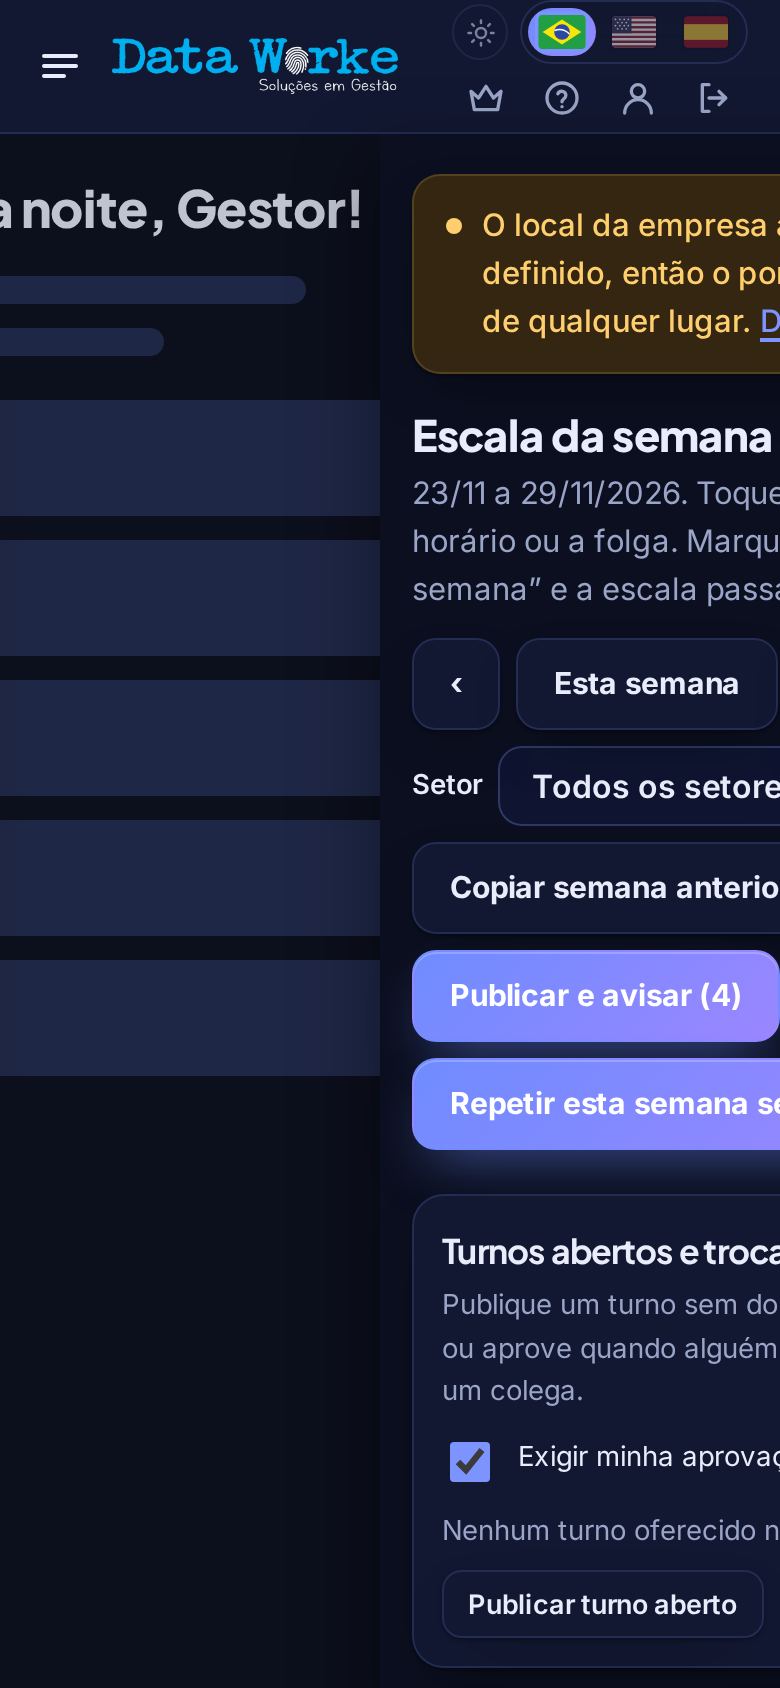 Data Worke
Soluções em Gestão
a noite, Gestor!
O local da empresa a
definido, então o po
de qualquer lugar. D
Escala da semana
23/11 a 29/11/2026. Toque
horário ou a folga. Marqu
semana” e a escala passa
‹
Esta semana
Setor
Todos os setore
Copiar semana anterio
Publicar e avisar (4)
Repetir esta semana se
Turnos abertos e troca
Publique um turno sem do
ou aprove quando alguém
um colega.
Exigir minha aprovaç
Nenhum turno oferecido n
Publicar turno aberto